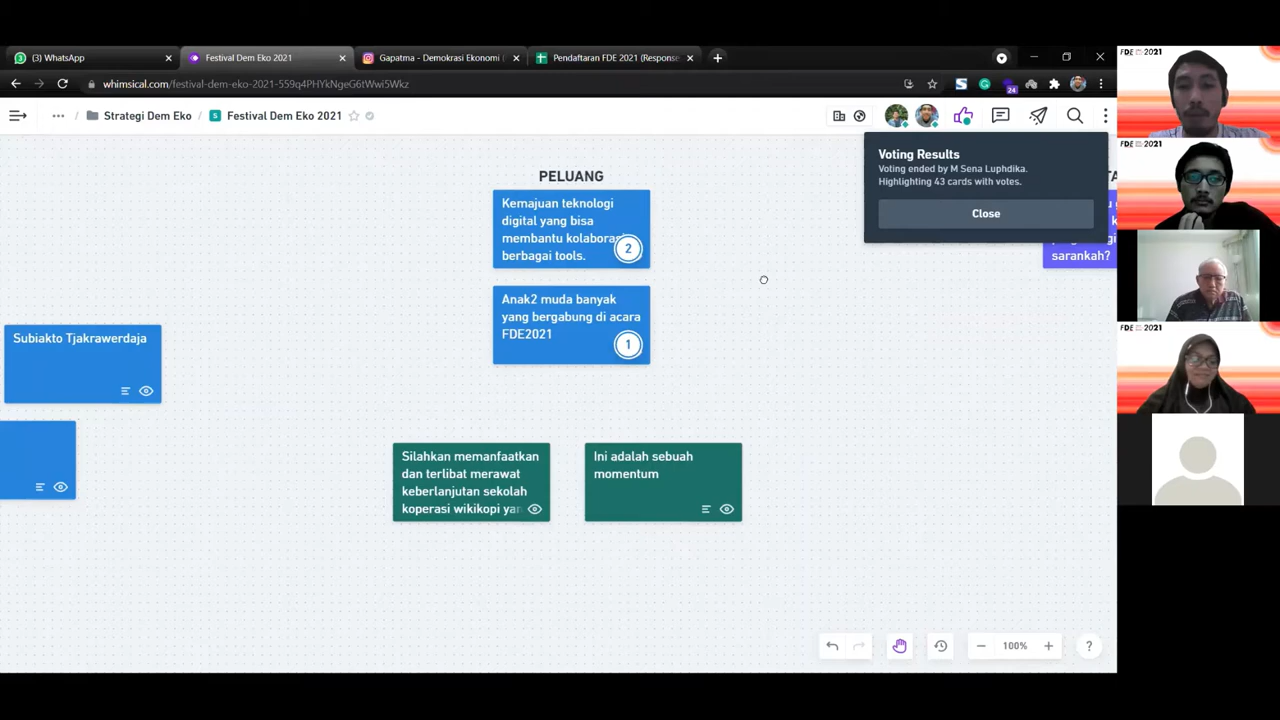 (3) WhatsApp
Festival Dem Eko 2021
Gapatma - Demokrasi Ekonomi (
Pendaftaran FDE 2021 (Response
whimsical.com/festival-dem-eko-2021-559q4PHYkNgeG6tWwi5Wkz
24
/ Strategi Dem Eko / Festival Dem Eko 2021
Voting Results
Voting ended by M Sena Luphdika.
Highlighting 43 cards with votes.
Close
PELUANG
Kemajuan teknologi
digital yang bisa
membantu kolaboras
berbagai tools.
2
Anak2 muda banyak
yang bergabung di acara
FDE2021
1
sarankah?
Subiakto Tjakrawerdaja
Silahkan memanfaatkan
dan terlibat merawat
keberlanjutan sekolah
koperasi wikikopi yan
Ini adalah sebuah
momentum
100%
?
FDE 2021
FDE 2021
FDE 2021